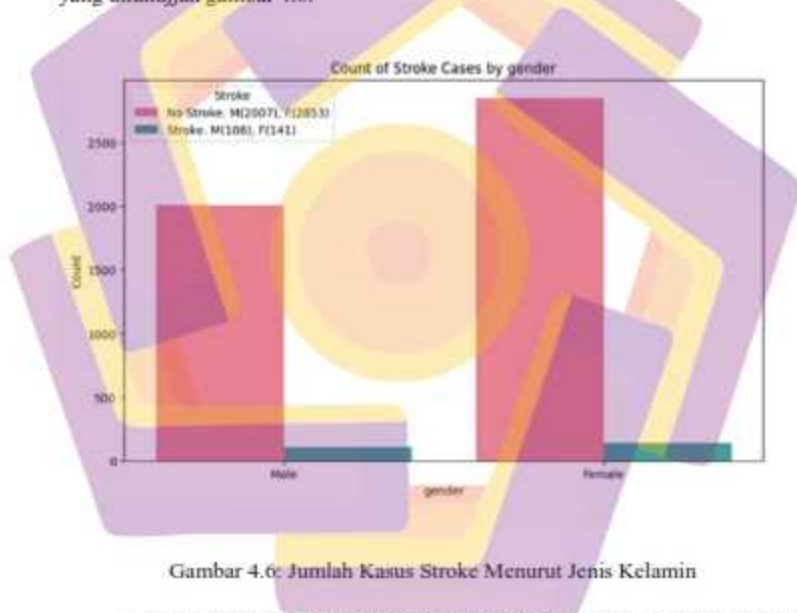 Count of Stroke Cases by gender
Stroke
No Stroke. M(2007), F(2853)
Stroke. M(108), F(141)
2500
2000
1500
1000
500
0
Count
Male
Female
gender
Gambar 4.6: Jumlah Kasus Stroke Menurut Jenis Kelamin